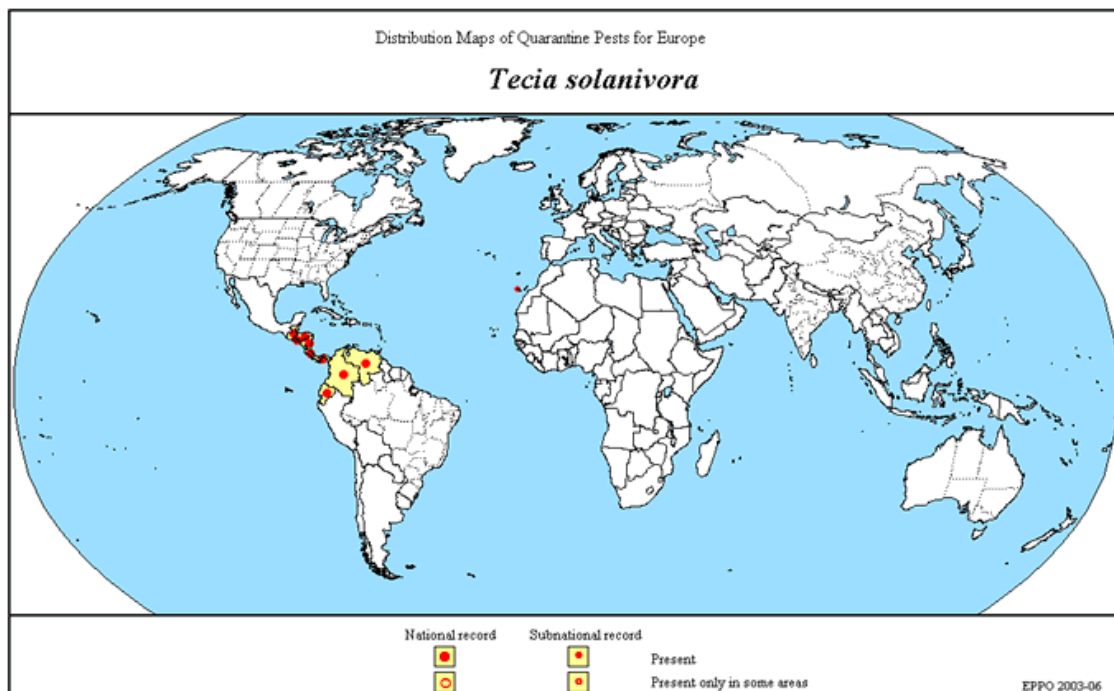 Distribution Maps of Quarantine Pests for Europe
Tecia solanivora
National record Subnational record
Present
Present only in some areas
EPPO 2003-06